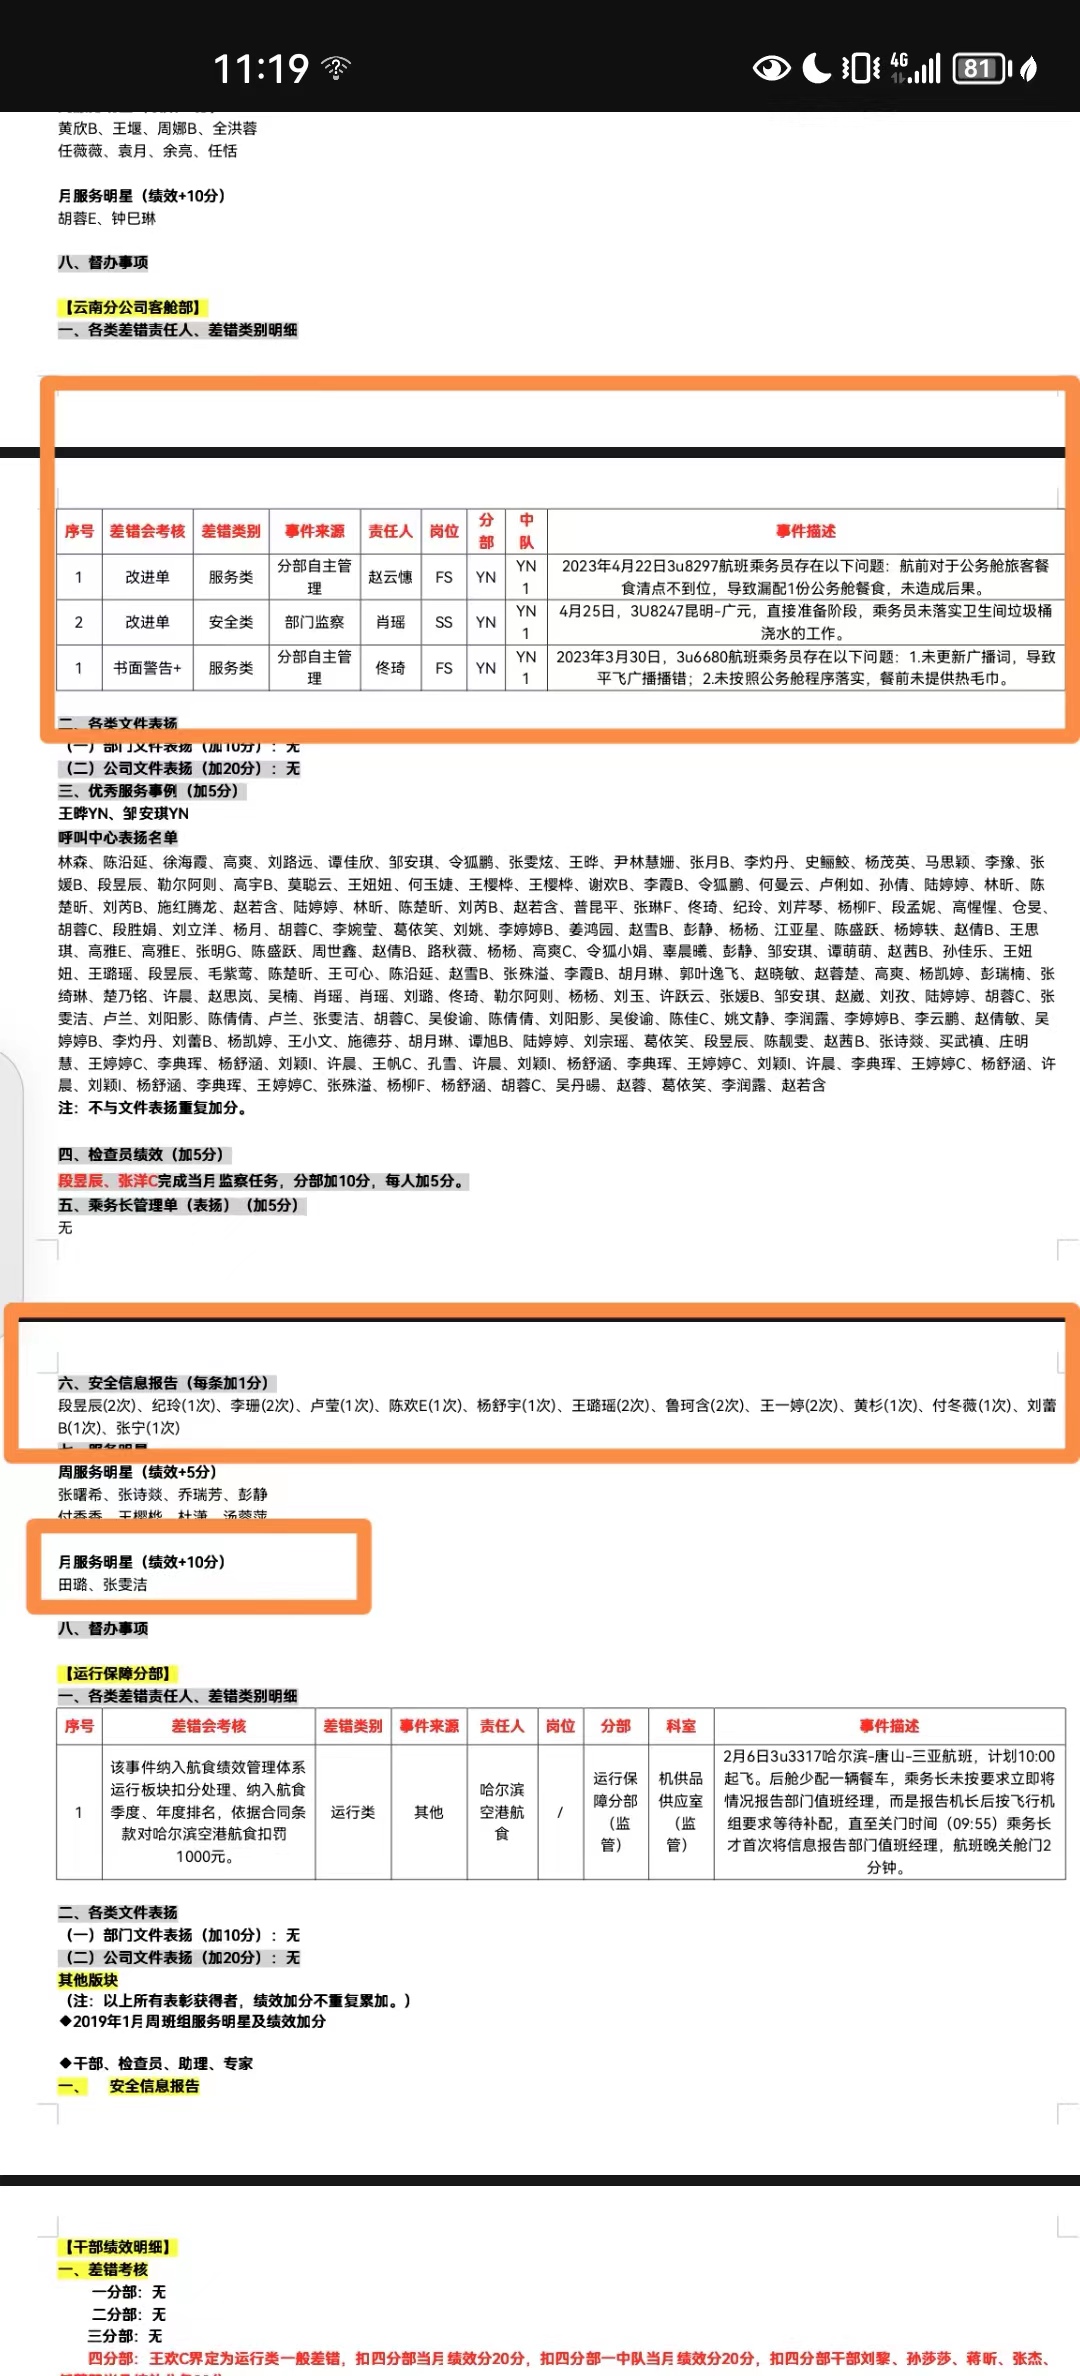 11:19
4G
81
黄欣B、王堰、周娜B、全洪蓉
任薇薇、袁月、余亮、任恬
月服务明星（绩效+10分）
胡蓉E、钟巳琳
八、督办事项
【云南分公司客舱部】
一、各类差错责任人、差错类别明细
序号 差错会考核 差错类别 事件来源 责任人 岗位 分部 中队 事件描述
1 改进单 服务类 分部自主管理 赵云憓 FS YN YN1 2023年4月22日3u8297航班乘务员存在以下问题：航前对于公务舱旅客餐食清点不到位，导致漏配1份公务舱餐食，未造成后果。
2 改进单 安全类 部门监察 肖瑶 SS YN YN1 4月25日，3U8247昆明-广元，直接准备阶段，乘务员未落实卫生间垃圾桶浇水的工作。
1 书面警告+ 服务类 分部自主管理 佟琦 FS YN YN1 2023年3月30日，3u6680航班乘务员存在以下问题：1.未更新广播词，导致平飞广播播错；2.未按照公务舱程序落实，餐前未提供热毛巾。
二、各类文件表扬
（一）部门文件表扬（加10分）：无
（二）公司文件表扬（加20分）：无
三、优秀服务事例（加5分）
王晔YN、邹安琪YN
呼叫中心表扬名单
林森、陈沿延、徐海霞、高爽、刘路远、谭佳欣、邹安琪、令狐鹏、张雯炫、王晔、尹林慧姗、张月B、李灼丹、史鲡鲛、杨茂英、马思颖、李豫、张
媛B、段昱辰、勒尔阿则、高宇B、莫聪云、王妞妞、何玉婕、王樱桦、王樱桦、谢欢B、李霞B、令狐鹏、何曼云、卢俐如、孙倩、陆婷婷、林昕、陈
楚昕、刘芮B、施红腾龙、赵若含、陆婷婷、林昕、陈楚昕、刘芮B、赵若含、普昆平、张琳F、佟琦、纪玲、刘芹琴、杨柳F、段孟妮、高惺惺、仓旻、
胡蓉C、段胜娟、刘立洋、杨月、胡蓉C、李婉莹、葛依笑、刘姚、李婷婷B、姜鸿园、赵雪B、彭静、杨杨、江亚星、陈盛跃、杨婷轶、赵倩B、王思
琪、高雅E、高雅E、张明G、陈盛跃、周世鑫、赵倩B、路秋薇、杨杨、高爽C、令狐小娟、辜晨曦、彭静、邹安琪、谭萌萌、赵茜B、孙佳乐、王妞
妞、王璐瑶、段昱辰、毛紫莺、陈楚昕、王可心、陈沿延、赵雪B、张殊溢、李霞B、胡月琳、郭叶逸飞、赵晓敏、赵蓉楚、高爽、杨凯婷、彭瑞楠、张
绮琳、楚乃铭、许晨、赵思岚、吴楠、肖瑶、肖瑶、刘璐、佟琦、勒尔阿则、杨杨、刘玉、许跃云、张媛B、邹安琪、赵崴、刘孜、陆婷婷、胡蓉C、张
雯洁、卢兰、刘阳影、陈倩倩、卢兰、张雯洁、胡蓉C、吴俊谕、陈倩倩、刘阳影、吴俊谕、陈佳C、姚文静、李润露、李婷婷B、李云鹏、赵倩敏、吴
婷婷B、李灼丹、刘蕾B、杨凯婷、王小文、施德芬、胡月琳、谭旭B、陆婷婷、刘宗瑶、葛依笑、段昱辰、陈靓雯、赵茜B、张诗燚、买武槙、庄明
慧、王婷婷C、李典珲、杨舒涵、刘颖I、许晨、王帆C、孔雪、许晨、刘颖I、杨舒涵、李典珲、王婷婷C、刘颖I、许晨、李典珲、王婷婷C、杨舒涵、许
晨、刘颖I、杨舒涵、李典珲、王婷婷C、张殊溢、杨柳F、杨舒涵、胡蓉C、吴丹暘、赵蓉、葛依笑、李润露、赵若含
注：不与文件表扬重复加分。
四、检查员绩效（加5分）
段昱辰、张洋C完成当月监察任务，分部加10分，每人加5分。
五、乘务长管理单（表扬）（加5分）
无
六、安全信息报告（每条加1分）
段昱辰(2次)、纪玲(1次)、李珊(2次)、卢莹(1次)、陈欢E(1次)、杨舒宇(1次)、王璐瑶(2次)、鲁珂含(2次)、王一婷(2次)、黄杉(1次)、付冬薇(1次)、刘蕾
B(1次)、张宁(1次)
七、服务明星
周服务明星（绩效+5分）
张曙希、张诗燚、乔瑞芳、彭静
付香香、王樱桦、杜潇、汤蓉萍
月服务明星（绩效+10分）
田璐、张雯洁
八、督办事项
【运行保障分部】
一、各类差错责任人、差错类别明细
序号 差错会考核 差错类别 事件来源 责任人 岗位 分部 科室 事件描述
1 该事件纳入航食绩效管理体系运行板块扣分处理、纳入航食季度、年度排名，依据合同条款对哈尔滨空港航食扣罚1000元。 运行类 其他 哈尔滨空港航食 / 运行保障分部（监管） 机供品供应室（监管） 2月6日3u3317哈尔滨-唐山-三亚航班，计划10:00起飞。后舱少配一辆餐车，乘务长未按要求立即将情况报告部门值班经理，而是报告机长后按飞行机组要求等待补配，直至关门时间（09:55）乘务长才首次将信息报告部门值班经理，航班晚关舱门2分钟。
二、各类文件表扬
（一）部门文件表扬（加10分）：无
（二）公司文件表扬（加20分）：无
其他版块
（注：以上所有表彰获得者，绩效加分不重复累加。）
◆2019年1月周班组服务明星及绩效加分
◆干部、检查员、助理、专家
一、 安全信息报告
【干部绩效明细】
一、差错考核
一分部：无
二分部：无
三分部：无
四分部：王欢C界定为运行类一般差错，扣四分部当月绩效分20分，扣四分部一中队当月绩效分20分，扣四分部干部刘黎、孙莎莎、蒋昕、张杰、